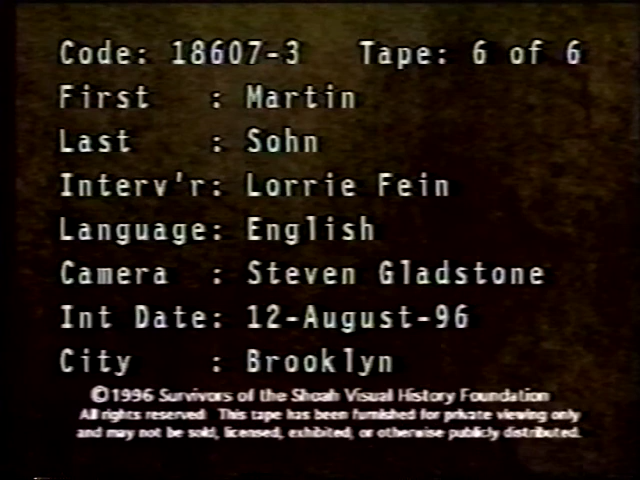 Code: 18607-3 Tape: 6 of 6
First : Martin
Last : Sohn
Interv'r: Lorrie Fein
Language: English
Camera : Steven Gladstone
Int Date: 12-August-96
City : Brooklyn
©1996 Survivors of the Shoah Visual History Foundation
All rights reserved This tape has been furnished for private viewing only
and may not be sold, licensed, exhibited, or otherwise publicly distributed.